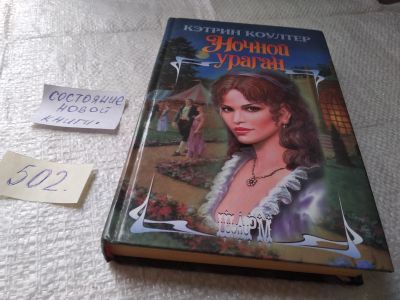 КЭТРИН КОУЛТЕР
Ночной
ураган
состояние
новой
книги.
502.
ШАРМ